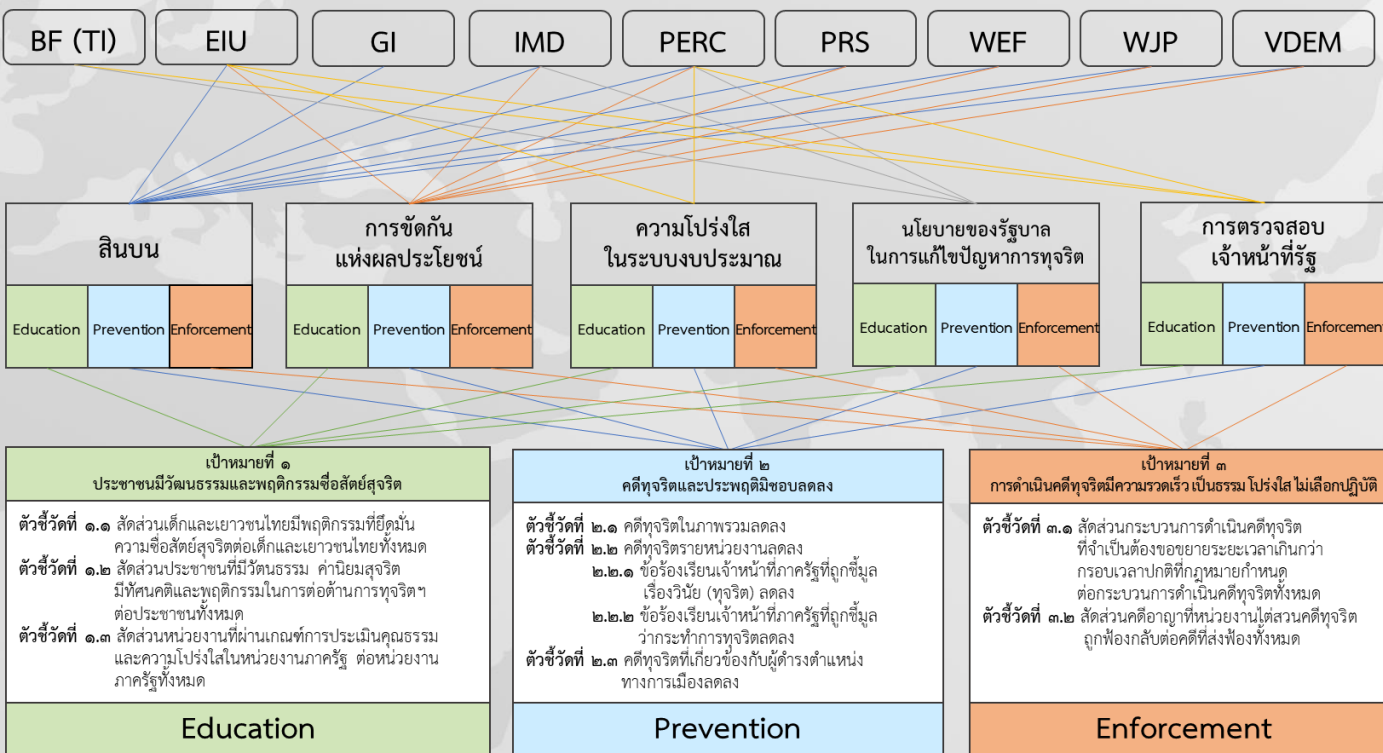 BF (TI)
EIU
GI
IMD
PERC
PRS
WEF
WJP
VDEM
สินบน
Education
Prevention
Enforcement
การขัดกัน
แห่งผลประโยชน์
Education
Prevention
Enforcement
ความโปร่งใส
ในระบบงบประมาณ
Education
Prevention
Enforcement
นโยบายของรัฐบาล
ในการแก้ไขปัญหาการทุจริต
Education
Prevention
Enforcement
การตรวจสอบ
เจ้าหน้าที่รัฐ
Education
Prevention
Enforcement
เป้าหมายที่ ๑
ประชาชนมีวัฒนธรรมและพฤติกรรมซื่อสัตย์สุจริต
ตัวชี้วัดที่ ๑.๑ สัดส่วนเด็กและเยาวชนไทยมีพฤติกรรมที่ยึดมั่น
ความซื่อสัตย์สุจริตต่อเด็กและเยาวชนไทยทั้งหมด
ตัวชี้วัดที่ ๑.๒ สัดส่วนประชาชนที่มีวัตนธรรม ค่านิยมสุจริต
มีทัศนคติและพฤติกรรมในการต่อต้านการทุจริตฯ
ต่อประชาชนทั้งหมด
ตัวชี้วัดที่ ๑.๓ สัดส่วนหน่วยงานที่ผ่านเกณฑ์การประเมินคุณธรรม
และความโปร่งใสในหน่วยงานภาครัฐ ต่อหน่วยงาน
ภาครัฐทั้งหมด
Education
เป้าหมายที่ ๒
คดีทุจริตและประพฤติมิชอบลดลง
ตัวชี้วัดที่ ๒.๑ คดีทุจริตในภาพรวมลดลง
ตัวชี้วัดที่ ๒.๒ คดีทุจริตรายหน่วยงานลดลง
๒.๒.๑ ข้อร้องเรียนเจ้าหน้าที่ภาครัฐที่ถูกชี้มูล
เรื่องวินัย (ทุจริต) ลดลง
๒.๒.๒ ข้อร้องเรียนเจ้าหน้าที่ภาครัฐที่ถูกชี้มูล
ว่ากระทำการทุจริตลดลง
ตัวชี้วัดที่ ๒.๓ คดีทุจริตที่เกี่ยวข้องกับผู้ดำรงตำแหน่ง
ทางการเมืองลดลง
Prevention
เป้าหมายที่ ๓
การดำเนินคดีทุจริตมีความรวดเร็ว เป็นธรรม โปร่งใส ไม่เลือกปฏิบัติ
ตัวชี้วัดที่ ๓.๑ สัดส่วนกระบวนการดำเนินคดีทุจริต
ที่จำเป็นต้องขอขยายระยะเวลาเกินกว่า
กรอบเวลาปกติที่กฎหมายกำหนด
ต่อกระบวนการดำเนินคดีทุจริตทั้งหมด
ตัวชี้วัดที่ ๓.๒ สัดส่วนคดีอาญาที่หน่วยงานไต่สวนคดีทุจริต
ถูกฟ้องกลับต่อคดีที่ส่งฟ้องทั้งหมด
Enforcement